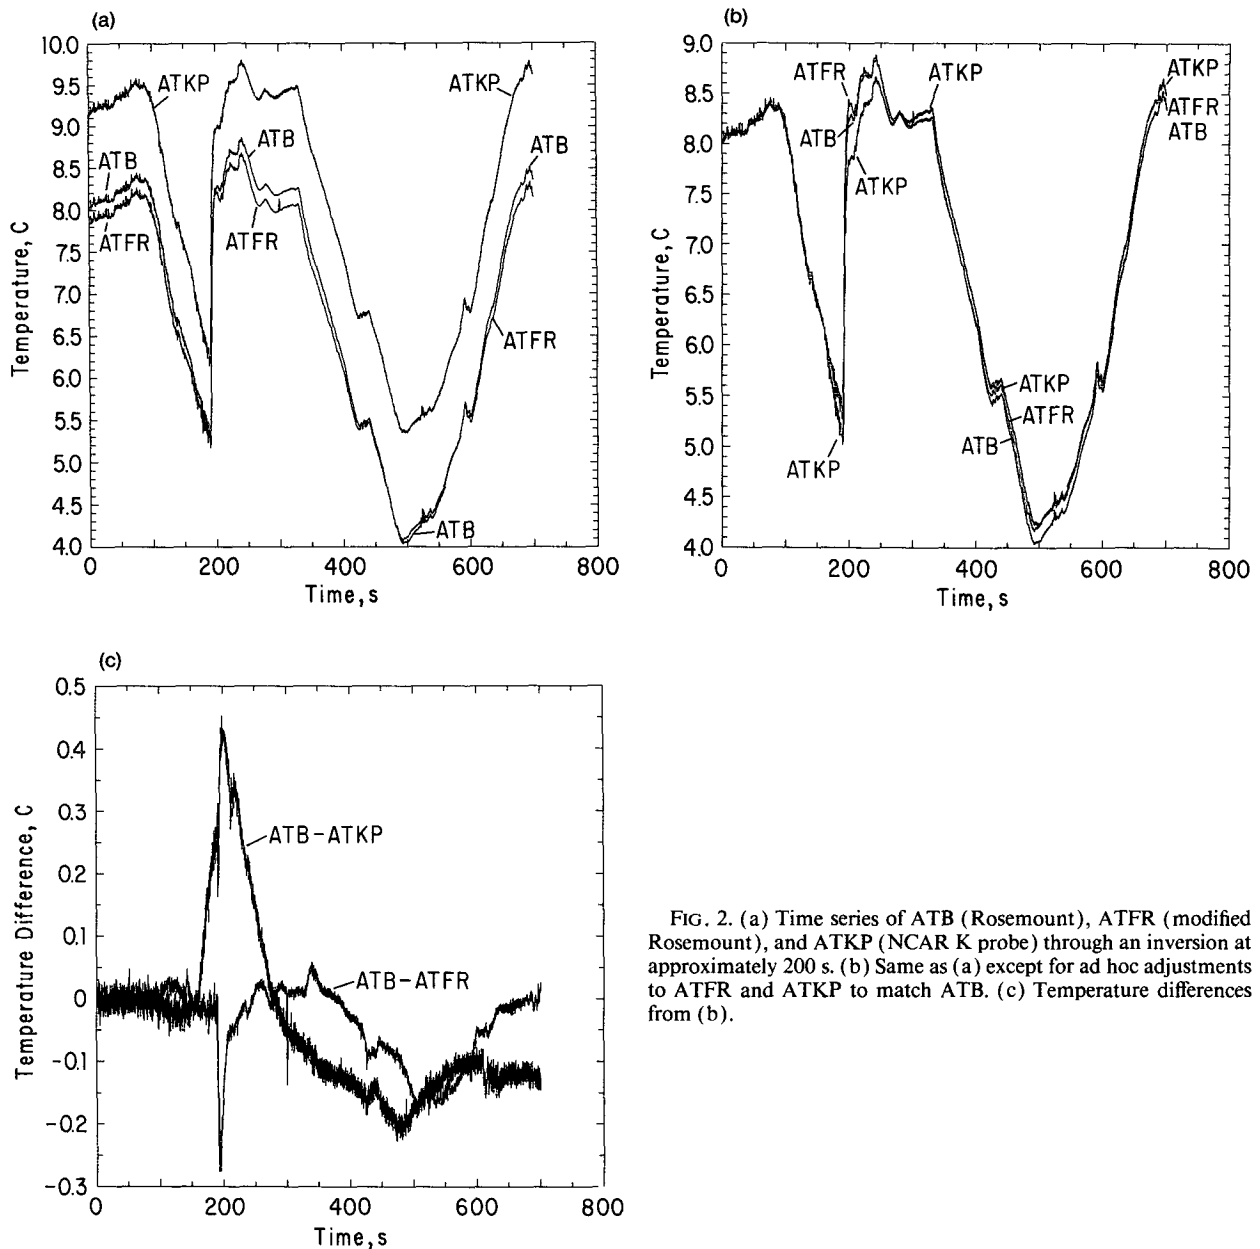 (a)
10.0
9.5
9.0
8.5
8.0
7.5
7.0
6.5
6.0
5.5
5.0
4.5
4.0
Temperature, C
0
200
400
600
800
Time, s
ATKP
ATKP
ATB
ATB
ATB
ATFR
ATFR
ATFR
ATB
(b)
9.0
8.5
8.0
7.5
7.0
6.5
6.0
5.5
5.0
4.5
4.0
Temperature, C
0
200
400
600
800
Time, s
ATFR
ATKP
ATKP
ATB
ATFR
ATB
ATKP
ATKP
ATFR
ATB
ATKP
(c)
0.5
0.4
0.3
0.2
0.1
0
-0.1
-0.2
-0.3
Temperature Difference, C
0
200
400
600
800
Time, s
ATB-ATKP
ATB-ATFR
FIG. 2. (a) Time series of ATB (Rosemount), ATFR (modified
Rosemount), and ATKP (NCAR K probe) through an inversion at
approximately 200 s. (b) Same as (a) except for ad hoc adjustments
to ATFR and ATKP to match ATB. (c) Temperature differences
from (b).